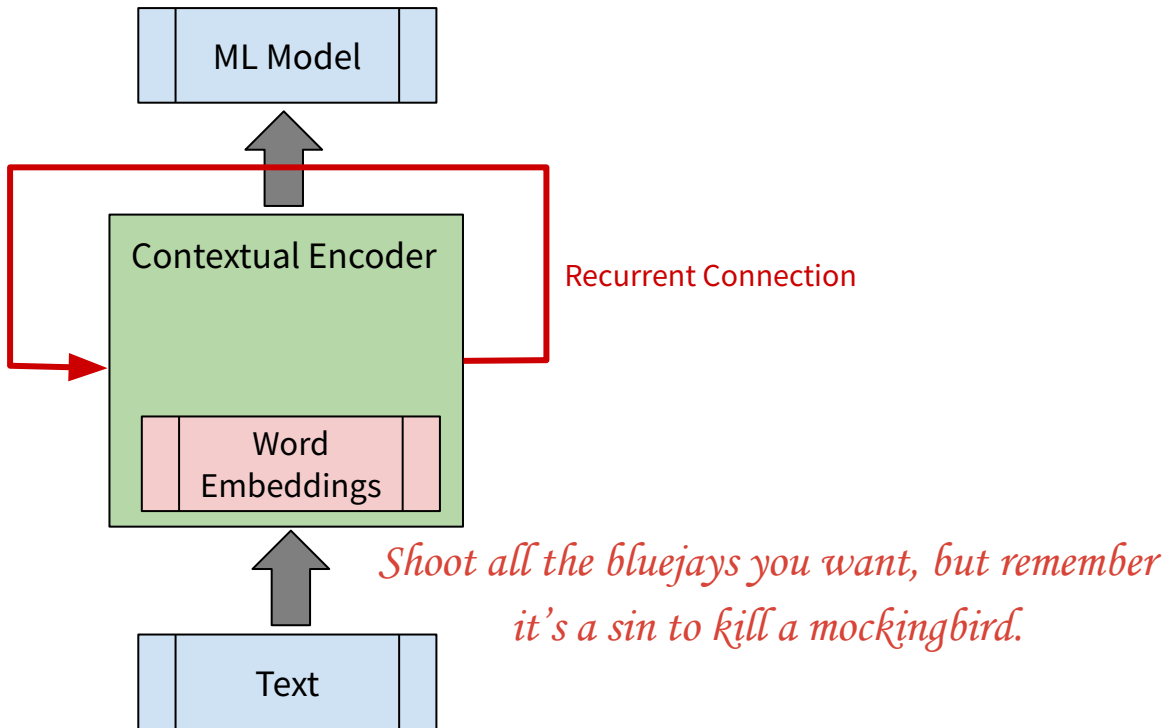 ML Model
Contextual Encoder
Recurrent Connection
Word
Embeddings
Shoot all the bluejays you want, but remember
it’s a sin to kill a mockingbird.
Text